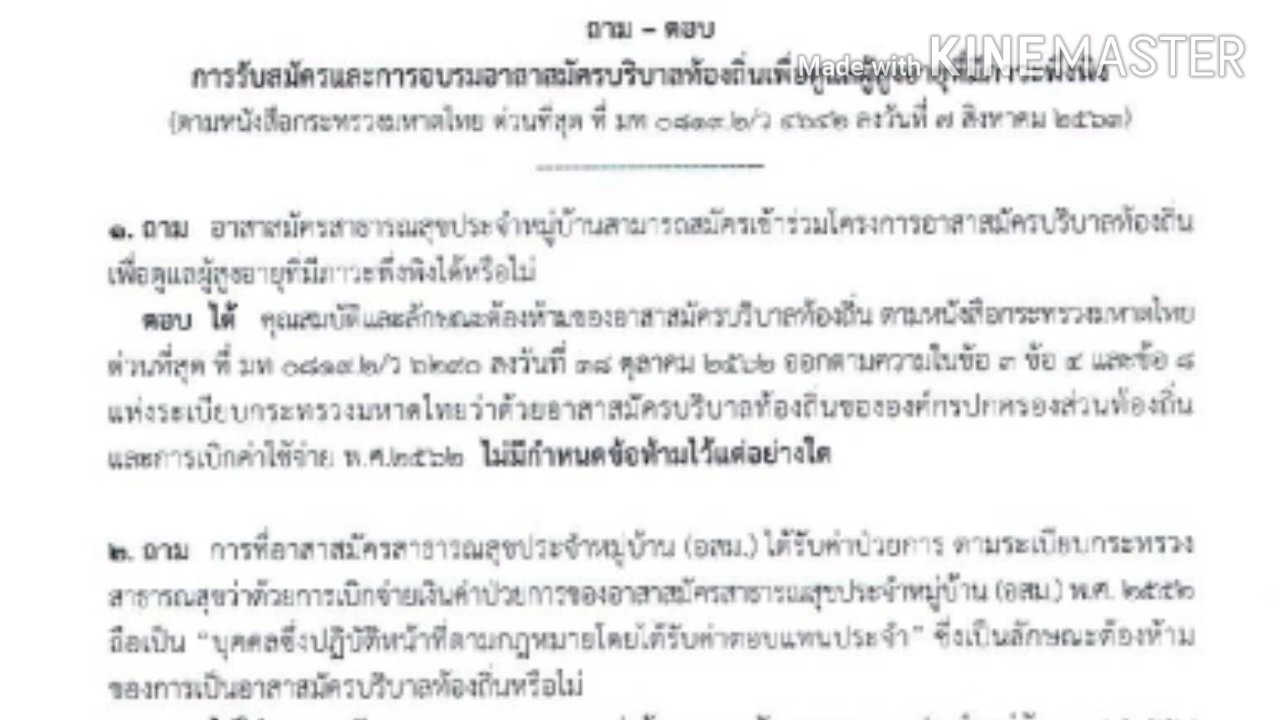 ถาม – ตอบ
Made with KINEMASTER
การรับสมัครและการอบรมอาสาสมัครบริบาลท้องถิ่นเพื่อดูแลผู้สูงอายุที่มีภาวะพึ่งพิง
(ตามหนังสือกระทรวงมหาดไทย ด่วนที่สุด ที่ มท ๐๘๑๙.๒/ว ลงวันที่ ๗ สิงหาคม ๒๕๖๓)
๑. ถาม อาสาสมัครสาธารณสุขประจำหมู่บ้านสามารถสมัครเข้าร่วมโครงการอาสาสมัครบริบาลท้องถิ่น
เพื่อดูแลผู้สูงอายุที่มีภาวะพึ่งพิงได้หรือไม่
ตอบ ได้ คุณสมบัติและลักษณะต้องห้ามของอาสาสมัครบริบาลท้องถิ่น ตามหนังสือกระทรวงมหาดไทย
ด่วนที่สุด ที่ มท ๐๘๑๙.๒/ว ลงวันที่ ตุลาคม ๒๕๖๒ ออกตามความในข้อ ๓ ข้อ ๔ และข้อ ๘
แห่งระเบียบกระทรวงมหาดไทยว่าด้วยอาสาสมัครบริบาลท้องถิ่นขององค์กรปกครองส่วนท้องถิ่น
และการเบิกค่าใช้จ่าย พ.ศ.๒๕๖๒ ไม่มีกำหนดข้อห้ามไว้แต่อย่างใด
๒. ถาม การที่อาสาสมัครสาธารณสุขประจำหมู่บ้าน (อสม.) ได้รับค่าป่วยการ ตามระเบียบกระทรวง
สาธารณสุขว่าด้วยการเบิกจ่ายเงินค่าป่วยการของอาสาสมัครสาธารณสุขประจำหมู่บ้าน (อสม.) พ.ศ. ๒๕๕๒
ถือเป็น “บุคคลซึ่งปฏิบัติหน้าที่ตามกฎหมายโดยได้รับค่าตอบแทนประจำ” ซึ่งเป็นลักษณะต้องห้าม
ของการเป็นอาสาสมัครบริบาลท้องถิ่นหรือไม่